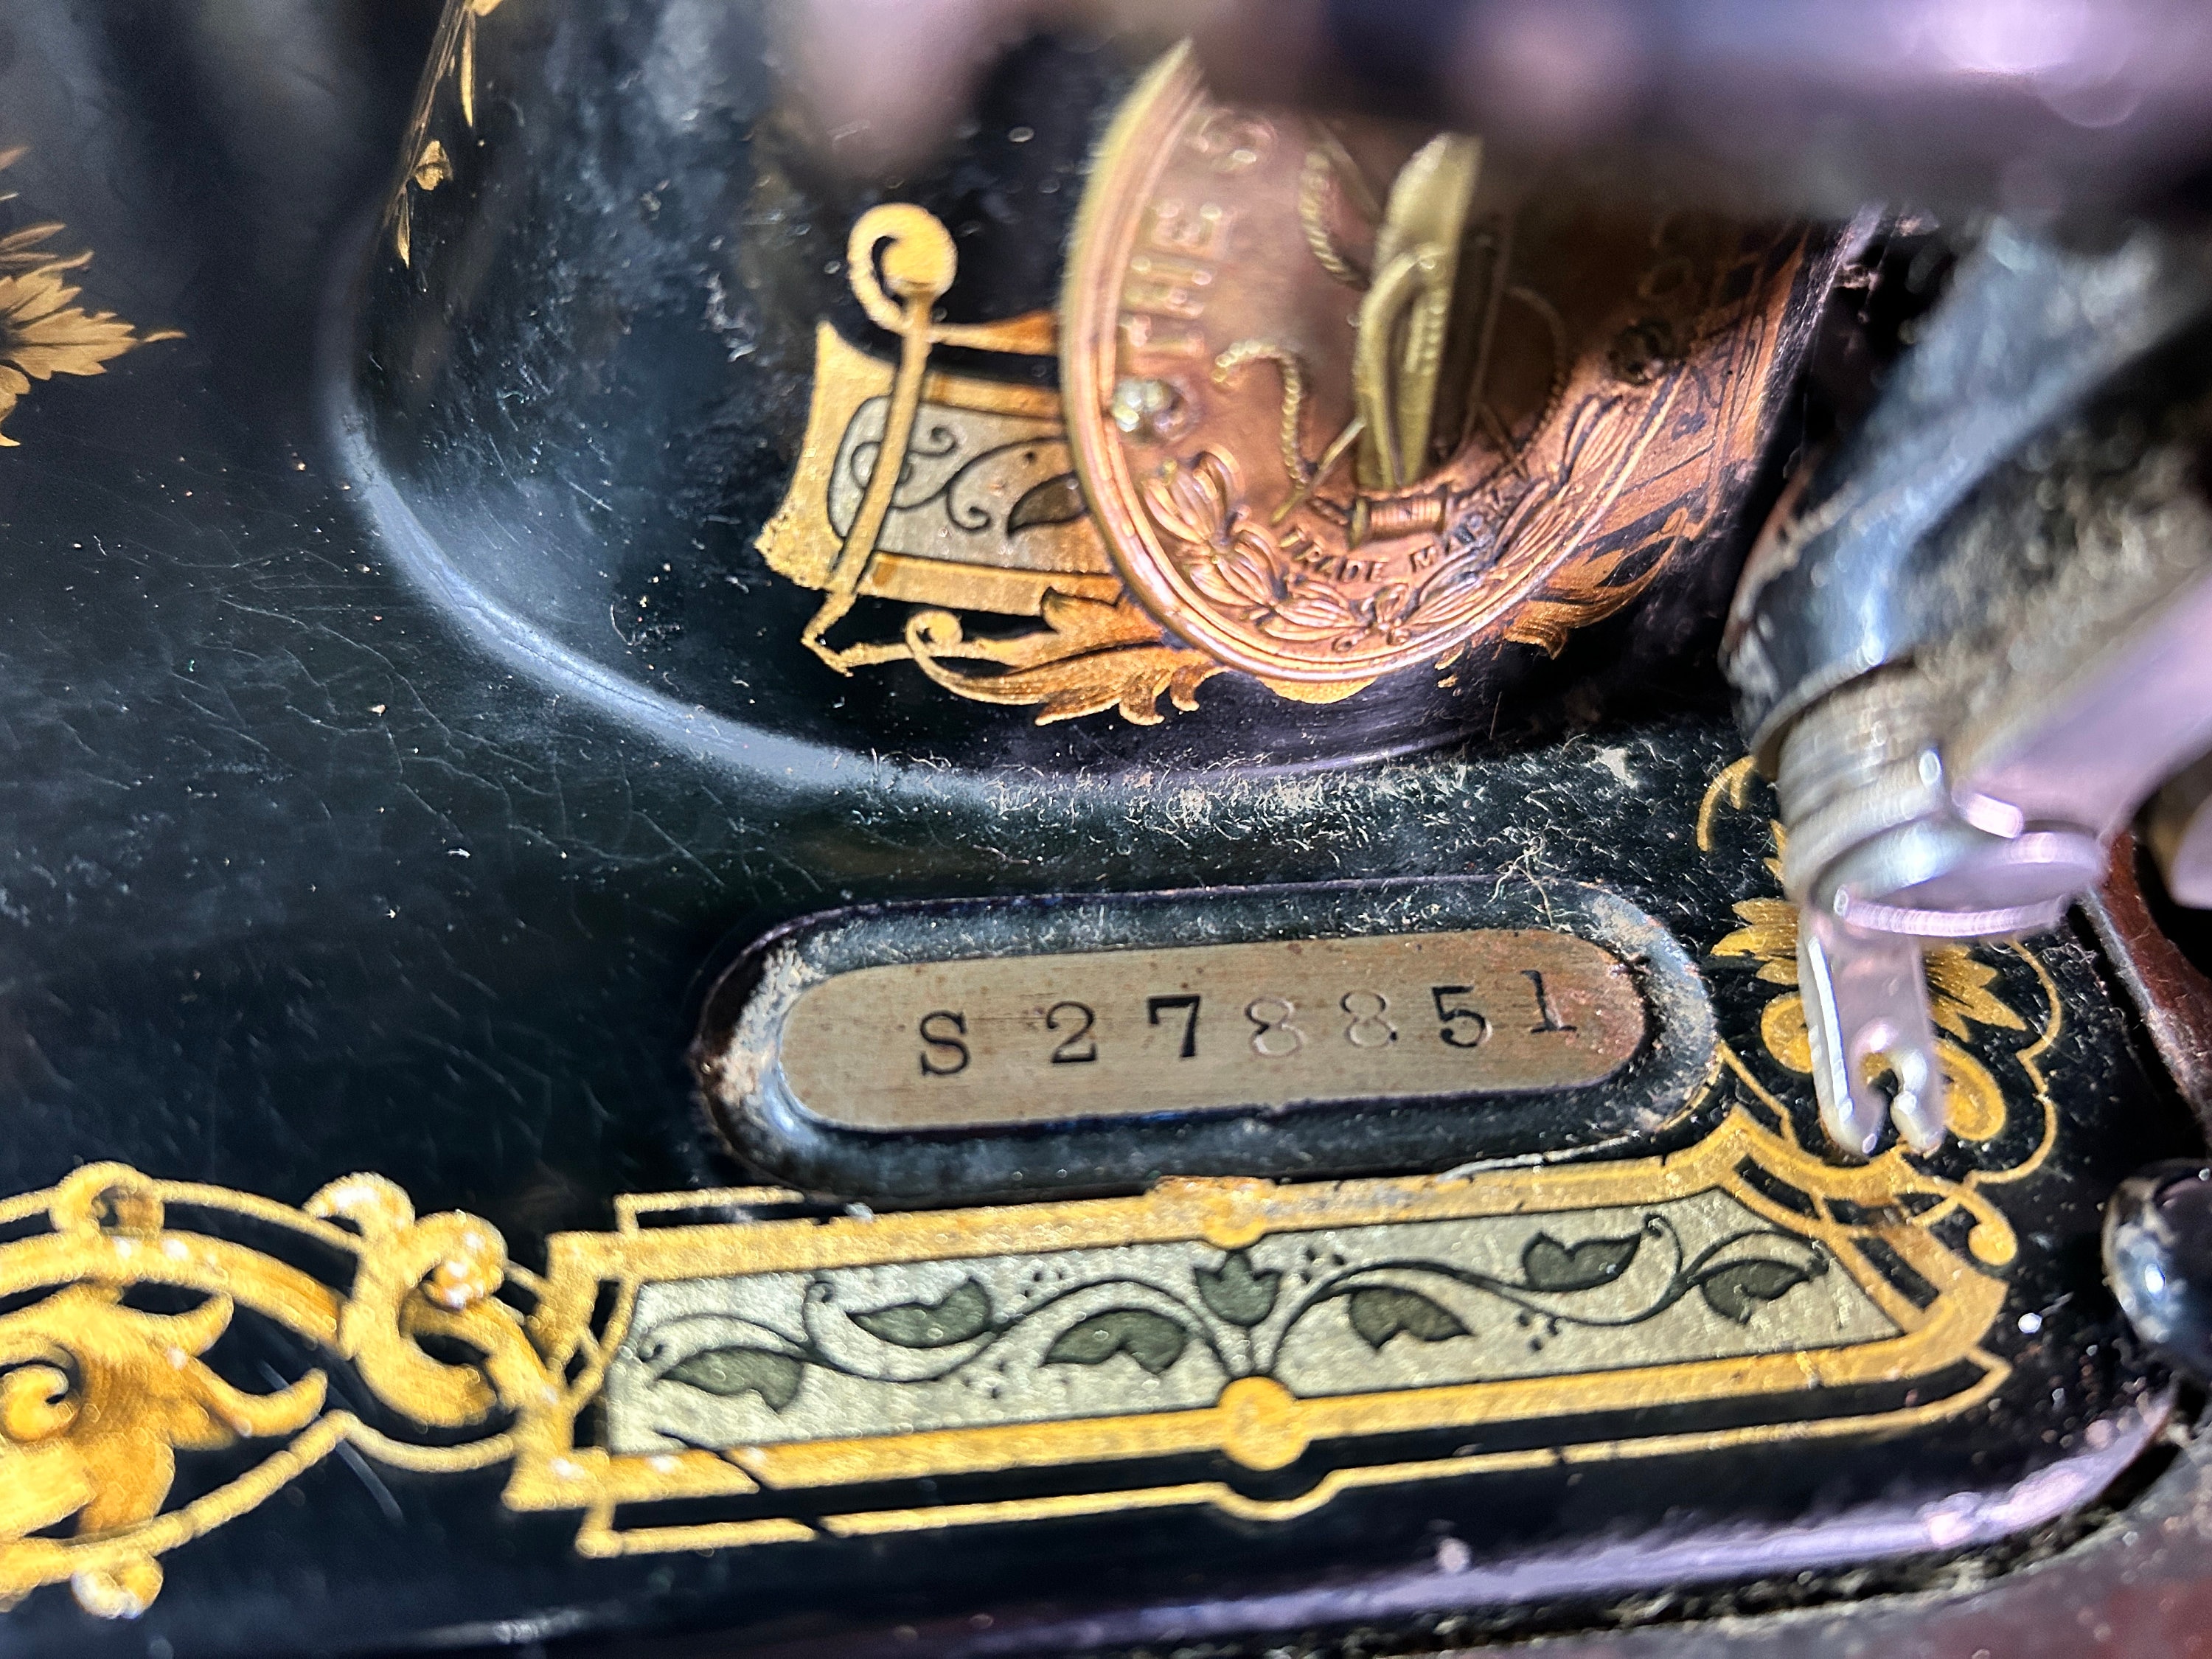 THE S
TRADE MARK
S 278851